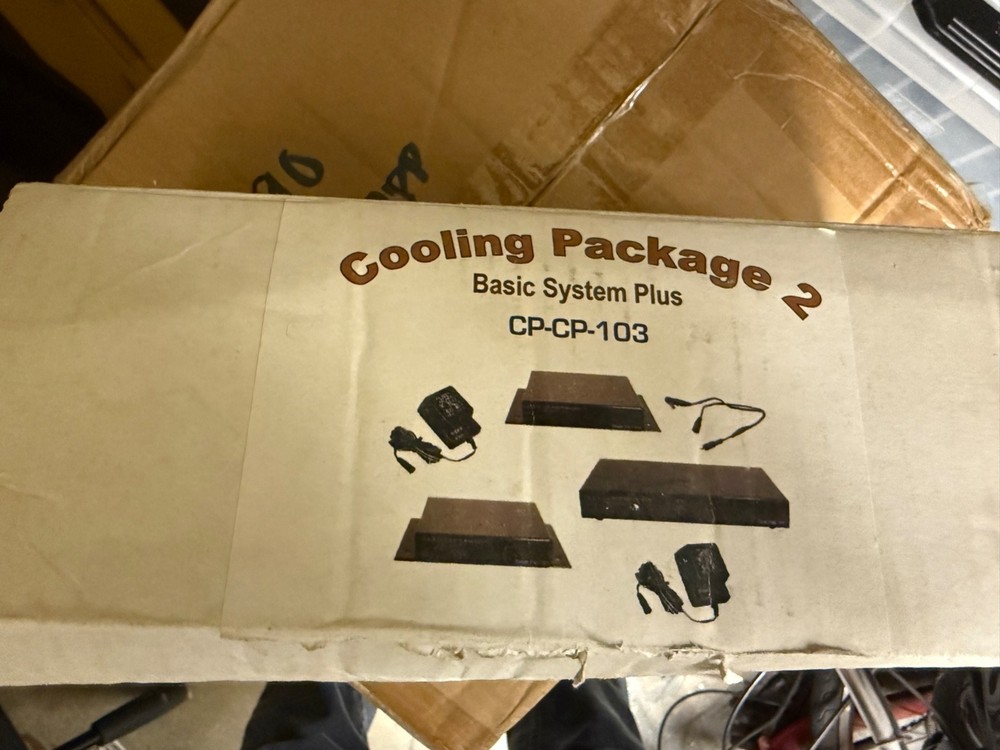 Cooling Package 2
Basic System Plus
CP-CP-103